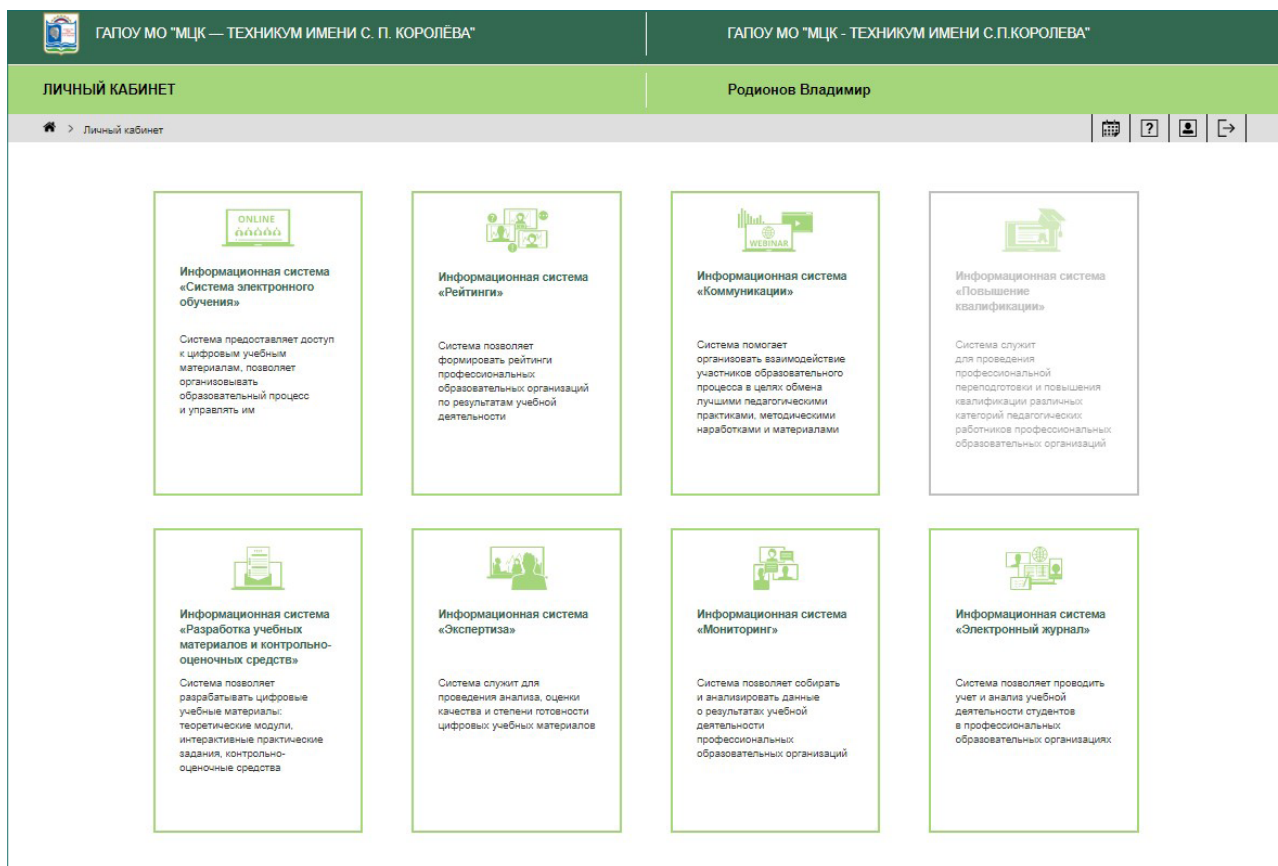 ГАПОУ МО "МЦК — ТЕХНИКУМ ИМЕНИ С. П. КОРОЛЁВА"
ГАПОУ МО "МЦК - ТЕХНИКУМ ИМЕНИ С.П.КОРОЛЕВА"
ЛИЧНЫЙ КАБИНЕТ
Родионов Владимир
> Личный кабинет
?
ONLINE
Информационная система
«Система электронного
обучения»
Система предоставляет доступ
к цифровым учебным
материалам, позволяет
организовывать
образовательный процесс
и управлять им
Информационная система
«Рейтинги»
Система позволяет
формировать рейтинги
профессиональных
образовательных организаций
по результатам учебной
деятельности
WEBINAR
Информационная система
«Коммуникации»
Система помогает
организовать взаимодействие
участников образовательного
процесса в целях обмена
лучшими педагогическими
практиками, методическими
наработками и материалами
Информационная система
«Повышение
квалификации»
Система служит
для проведения
профессиональной
переподготовки и повышения
квалификации различных
категорий педагогических
работников профессиональных
образовательных организаций
Информационная система
«Разработка учебных
материалов и контрольно-
оценочных средств»
Система позволяет
разрабатывать цифровые
учебные материалы:
теоретические модули,
интерактивные практические
задания, контрольно-
оценочные средства
Информационная система
«Экспертиза»
Система служит для
проведения анализа, оценки
качества и степени готовности
цифровых учебных материалов
Информационная система
«Мониторинг»
Система позволяет собирать
и анализировать данные
о результатах учебной
деятельности
профессиональных
образовательных организаций
Информационная система
«Электронный журнал»
Система позволяет проводить
учет и анализ учебной
деятельности студентов
в профессиональных
образовательных организациях